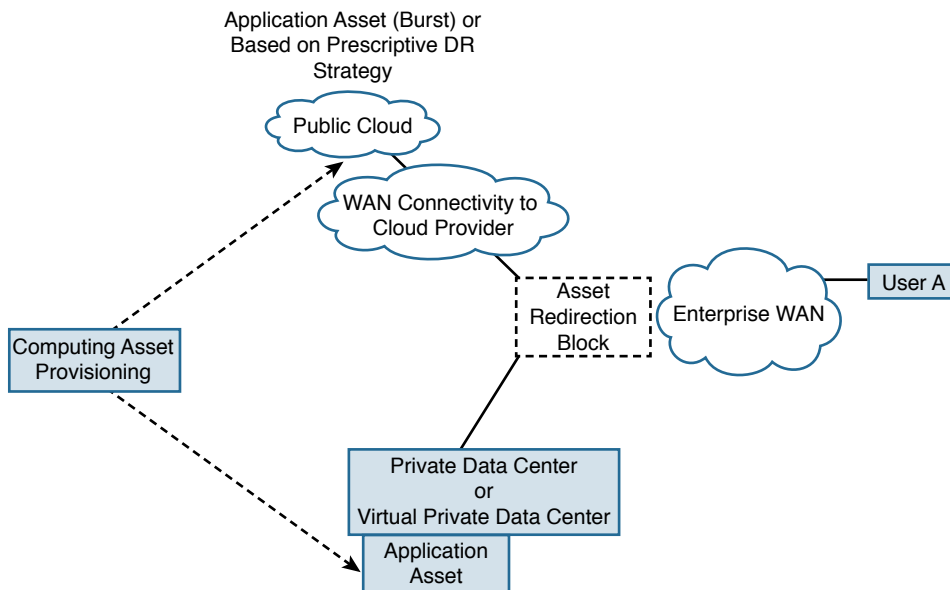 Application Asset (Burst) or
Based on Prescriptive DR
Strategy
Public Cloud
WAN Connectivity to
Cloud Provider
Asset
Redirection
Block
Enterprise WAN
User A
Computing Asset
Provisioning
Private Data Center
or
Virtual Private Data Center
Application
Asset